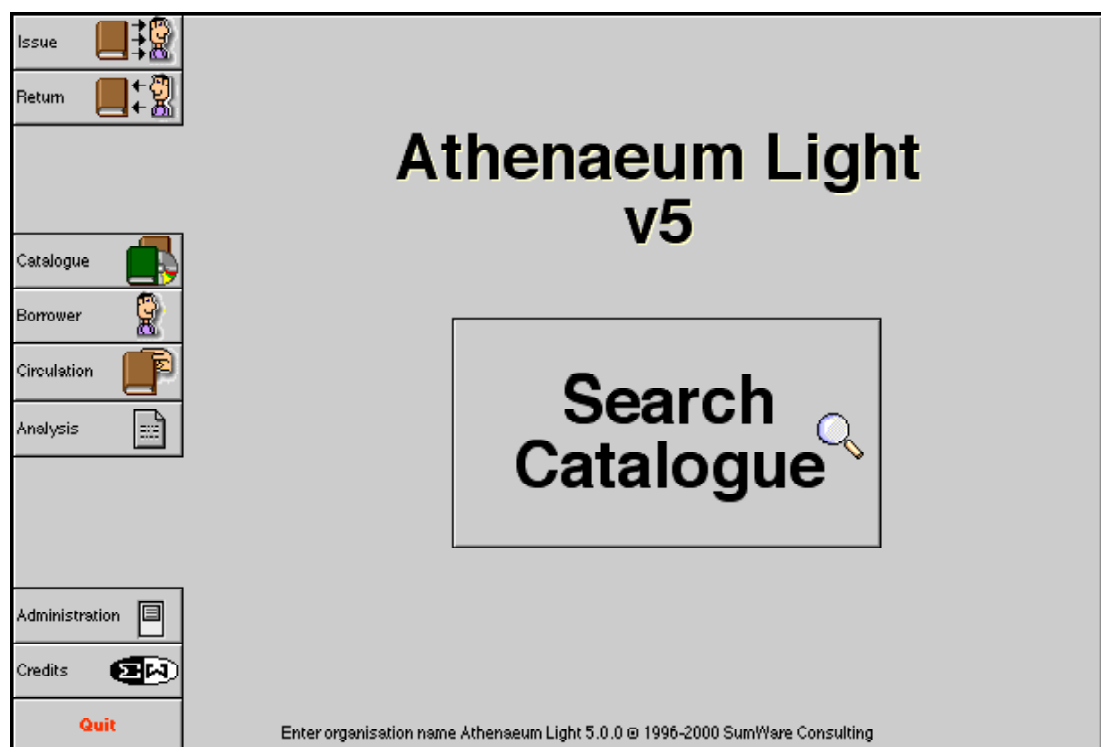 Issue
Return
Athenaeum Light
v5
Catalogue
Borrower
Circulation
Analysis
Search
Catalogue
Administration
Credits
Quit
Enter organisation name Athenaeum Light 5.0.0 © 1996-2000 SumWare Consulting